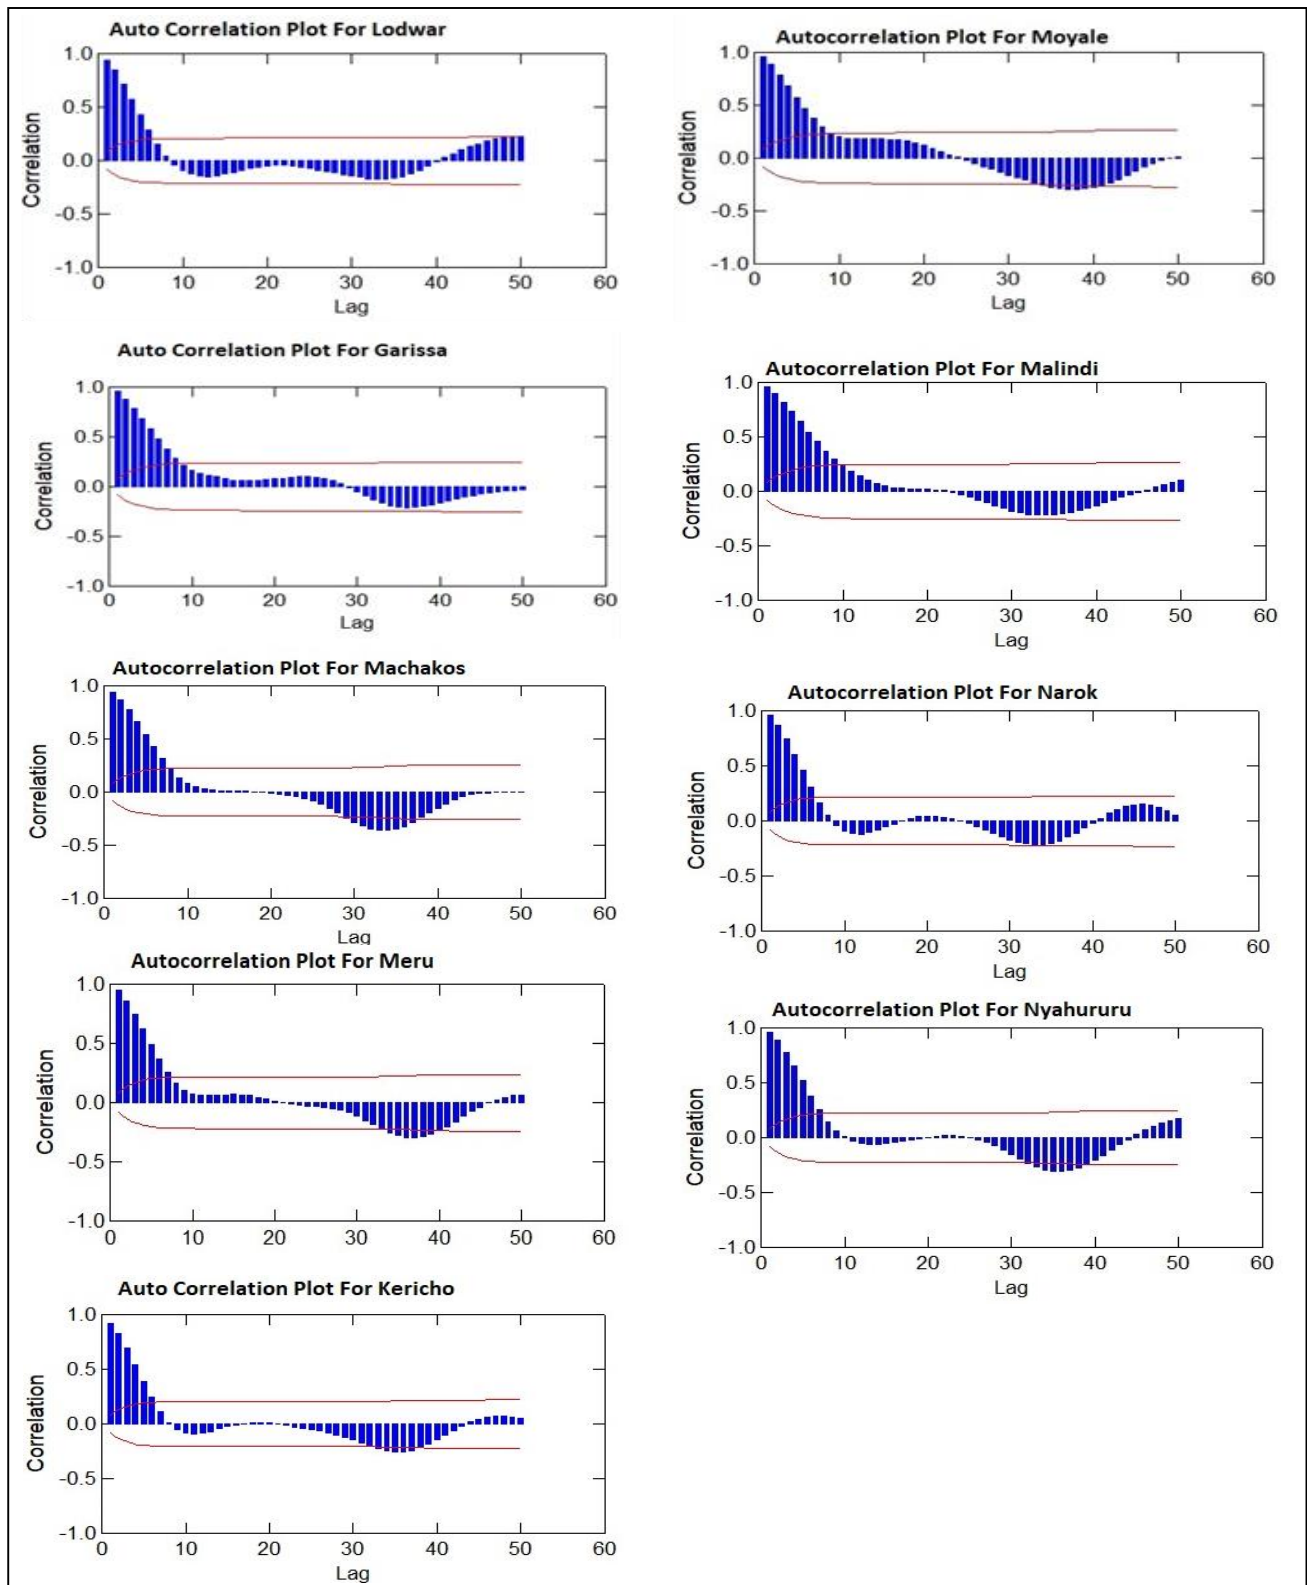 Auto Correlation Plot For Lodwar
1.0
0.5
0.0
-0.5
-1.0
Correlation
0 10 20 30 40 50 60
Lag
Autocorrelation Plot For Moyale
1.0
0.5
0.0
-0.5
-1.0
Correlation
0 10 20 30 40 50 60
Lag
Auto Correlation Plot For Garissa
1.0
0.5
0.0
-0.5
-1.0
Correlation
0 10 20 30 40 50 60
Lag
Autocorrelation Plot For Malindi
1.0
0.5
0.0
-0.5
-1.0
Correlation
0 10 20 30 40 50 60
Lag
Autocorrelation Plot For Machakos
1.0
0.5
0.0
-0.5
-1.0
Correlation
0 10 20 30 40 50 60
Lag
Autocorrelation Plot For Narok
1.0
0.5
0.0
-0.5
-1.0
Correlation
0 10 20 30 40 50 60
Lag
Autocorrelation Plot For Meru
1.0
0.5
0.0
-0.5
-1.0
Correlation
0 10 20 30 40 50 60
Autocorrelation Plot For Nyahururu
1.0
0.5
0.0
-0.5
-1.0
Correlation
0 10 20 30 40 50 60
Lag
Auto Correlation Plot For Kericho
1.0
0.5
0.0
-0.5
-1.0
Correlation
0 10 20 30 40 50 60
Lag